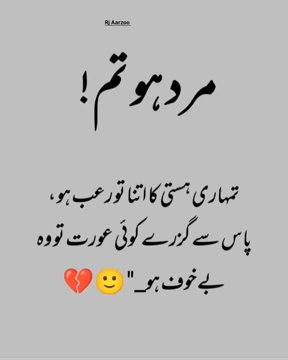 Rj Aarzoo
مرد ہو تم!
تمہاری ہستی کا اتنا تو رعب ہو،
پاس سے گزرے کوئی عورت تو وہ
بے خوف ہو_"🙂💔